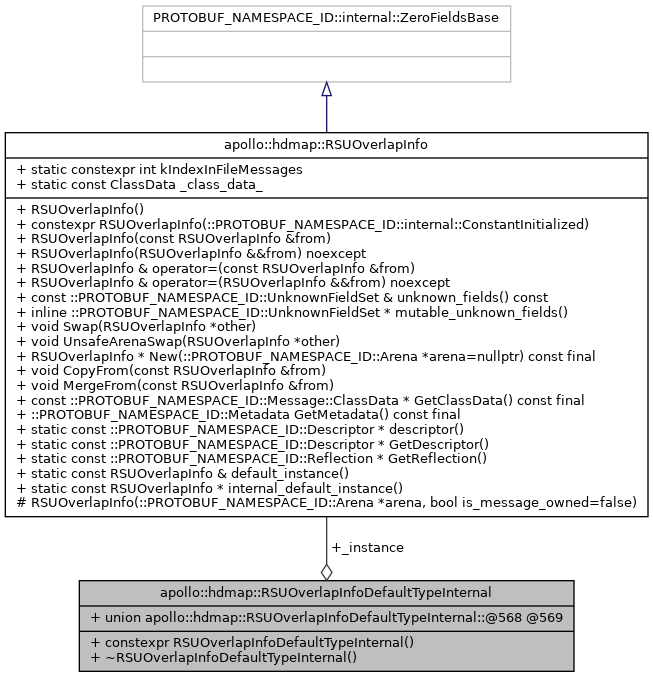 PROTOBUF_NAMESPACE_ID::internal::ZeroFieldsBase
apollo::hdmap::RSUOverlapInfo
+ static constexpr int kIndexInFileMessages
+ static const ClassData _class_data_
+ RSUOverlapInfo()
+ constexpr RSUOverlapInfo(::PROTOBUF_NAMESPACE_ID::internal::ConstantInitialized)
+ RSUOverlapInfo(const RSUOverlapInfo &from)
+ RSUOverlapInfo(RSUOverlapInfo &&from) noexcept
+ RSUOverlapInfo & operator=(const RSUOverlapInfo &from)
+ RSUOverlapInfo & operator=(RSUOverlapInfo &&from) noexcept
+ const ::PROTOBUF_NAMESPACE_ID::UnknownFieldSet & unknown_fields() const
+ inline ::PROTOBUF_NAMESPACE_ID::UnknownFieldSet * mutable_unknown_fields()
+ void Swap(RSUOverlapInfo *other)
+ void UnsafeArenaSwap(RSUOverlapInfo *other)
+ RSUOverlapInfo * New(::PROTOBUF_NAMESPACE_ID::Arena *arena=nullptr) const final
+ void CopyFrom(const RSUOverlapInfo &from)
+ void MergeFrom(const RSUOverlapInfo &from)
+ const ::PROTOBUF_NAMESPACE_ID::Message::ClassData * GetClassData() const final
+ ::PROTOBUF_NAMESPACE_ID::Metadata GetMetadata() const final
+ static const ::PROTOBUF_NAMESPACE_ID::Descriptor * descriptor()
+ static const ::PROTOBUF_NAMESPACE_ID::Descriptor * GetDescriptor()
+ static const ::PROTOBUF_NAMESPACE_ID::Reflection * GetReflection()
+ static const RSUOverlapInfo & default_instance()
+ static const RSUOverlapInfo * internal_default_instance()
# RSUOverlapInfo(::PROTOBUF_NAMESPACE_ID::Arena *arena, bool is_message_owned=false)
+_instance
apollo::hdmap::RSUOverlapInfoDefaultTypeInternal
+ union apollo::hdmap::RSUOverlapInfoDefaultTypeInternal::@568 @569
+ constexpr RSUOverlapInfoDefaultTypeInternal()
+ ~RSUOverlapInfoDefaultTypeInternal()